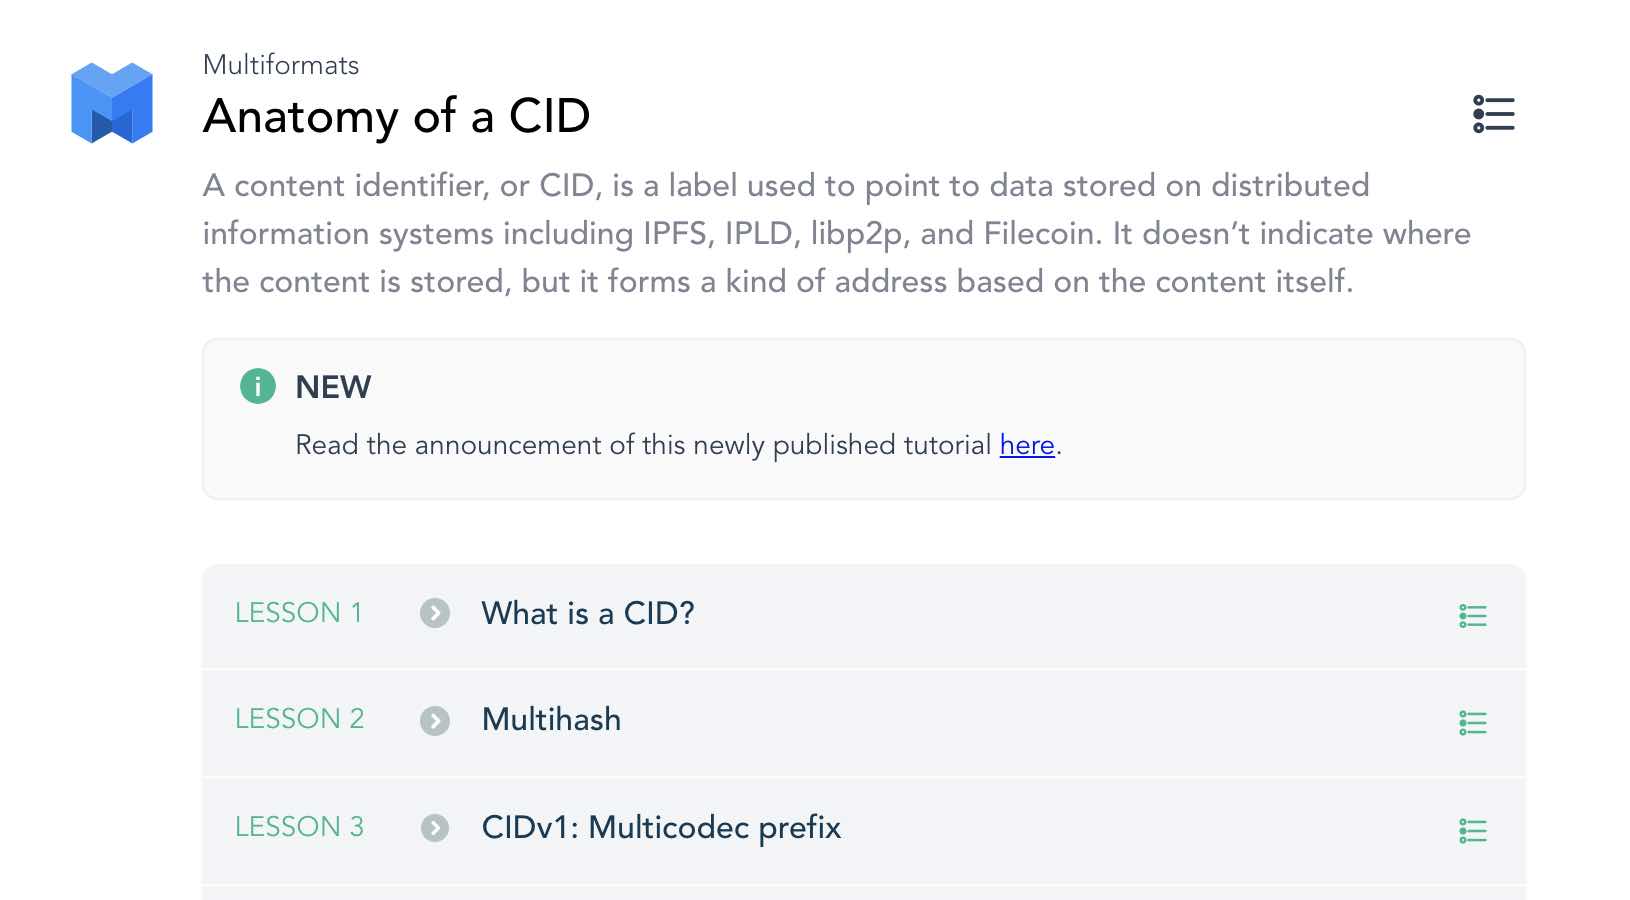 Multiformats
Anatomy of a CID
A content identifier, or CID, is a label used to point to data stored on distributed
information systems including IPFS, IPLD, libp2p, and Filecoin. It doesn’t indicate where
the content is stored, but it forms a kind of address based on the content itself.
NEW
Read the announcement of this newly published tutorial here.
LESSON 1 What is a CID?
LESSON 2 Multihash
LESSON 3 CIDv1: Multicodec prefix